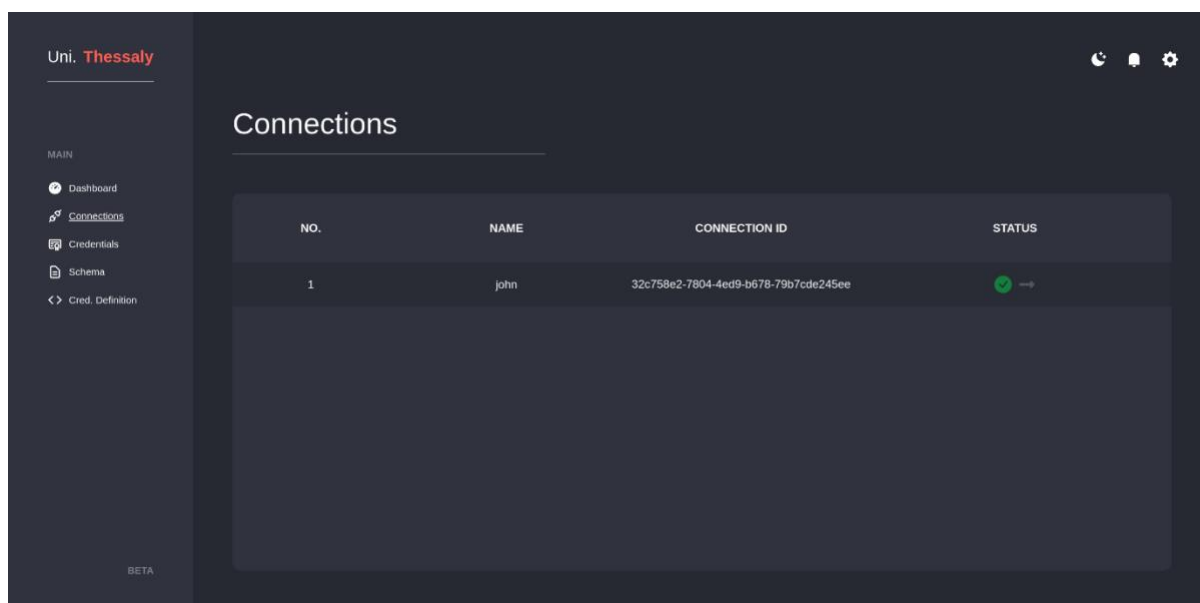 Uni. Thessaly
Connections
MAIN
Dashboard
Connections
Credentials
Schema
Cred. Definition
NO. NAME CONNECTION ID STATUS
1 john 32c758e2-7804-4ed9-b678-79b7cde245ee
BETA